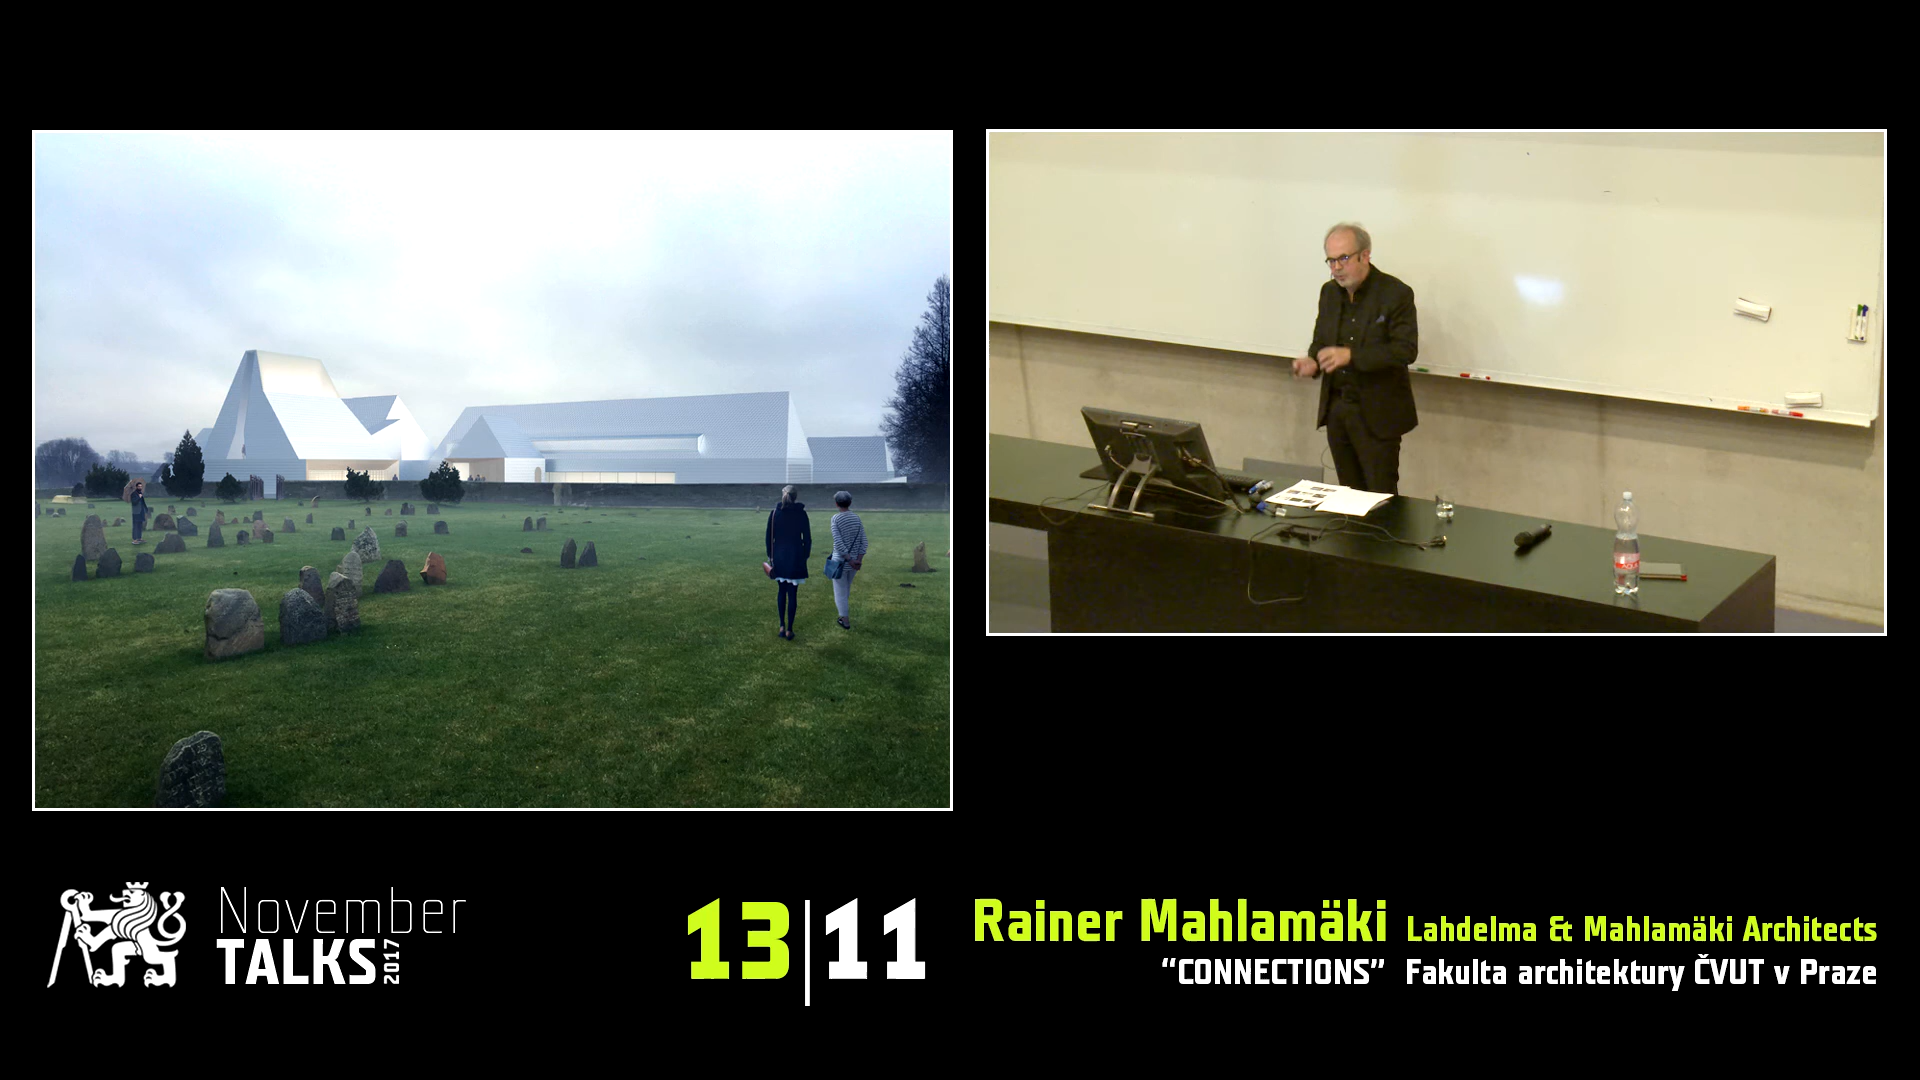 November
TALKS 2017
13|11
Rainer Mahlamäki Lahdelma & Mahlamäki Architects
“CONNECTIONS” Fakulta architektury ČVUT v Praze